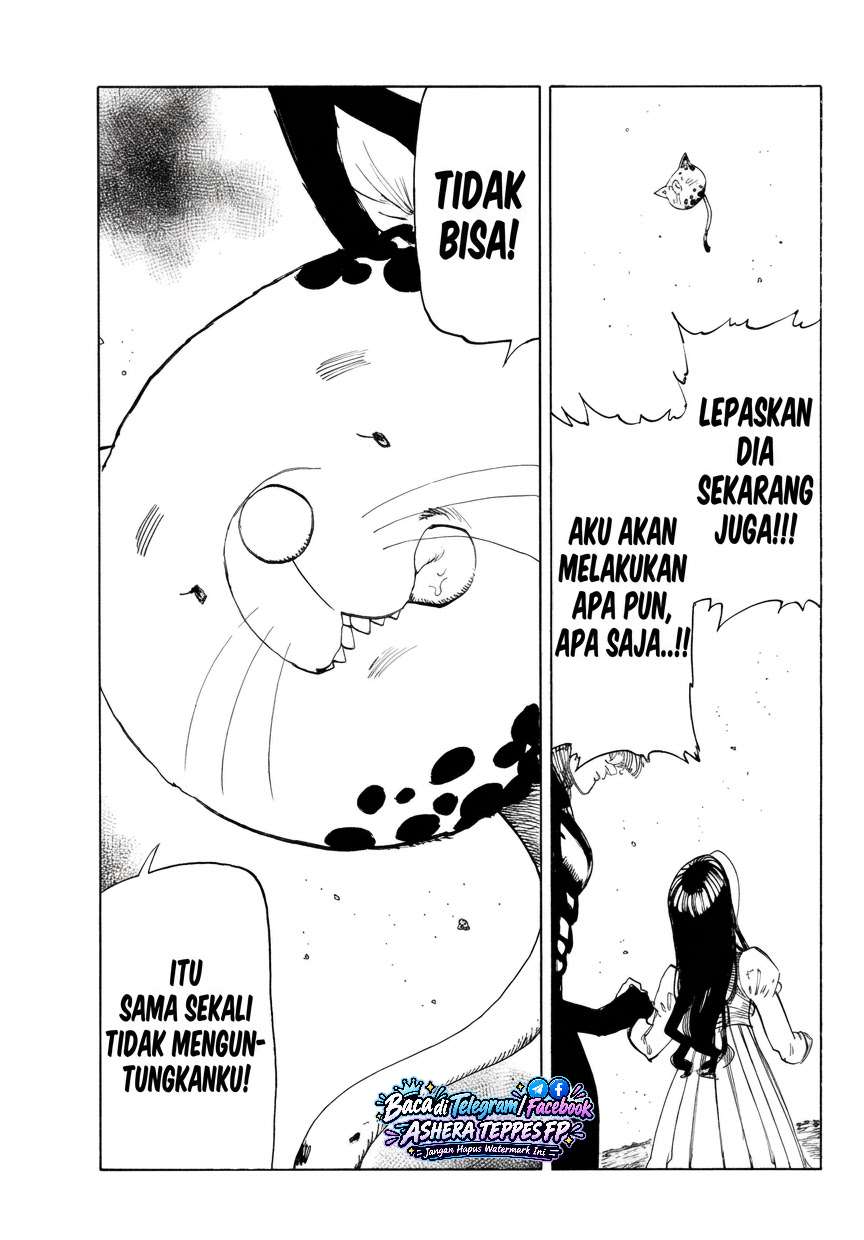 LEPASKAN
DIA
SEKARANG
JUGA!!!
AKU AKAN
MELAKUKAN
APA PUN,
APA SAJA..!!
TIDAK
BISA!
ITU
SAMA SEKALI
TIDAK MENGUN-
TUNGKANKU!
Baca di Telegram/Facebook
ASHERA TEPPES FP
Jangan Hapus Watermark Ini